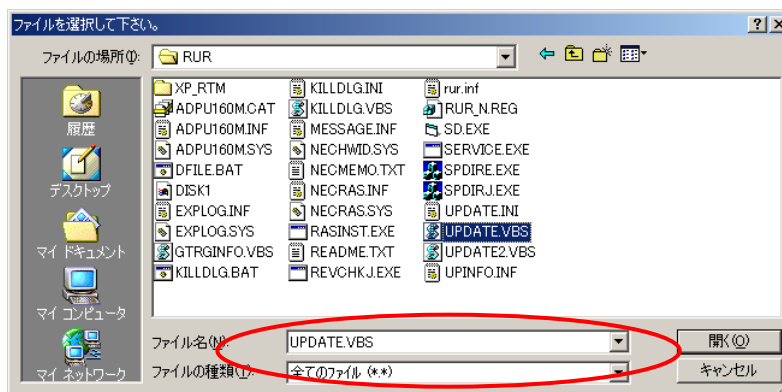 ファイルを選択して下さい。
ファイルの場所(I):
RUR
履歴
デスクトップ
マイ ドキュメント
マイ コンピュータ
マイ ネットワーク
XP_RTM
ADPU160M.CAT
ADPU160M.INF
ADPU160M.SYS
DFILE.BAT
DISK1
EXPLOG.INF
EXPLOG.SYS
GTRGINFO.VBS
KILLDLG.BAT
KILLDLG.INI
KILLDLG.VBS
MESSAGE.INF
NECHWID.SYS
NECMEMO.TXT
NECRAS.INF
NECRAS.SYS
RASINST.EXE
README.TXT
REVCHKJ.EXE
rur.inf
RUR_N.REG
SD.EXE
SERVICE.EXE
SPDIRE.EXE
SPDIRJ.EXE
UPDATE.INI
UPDATE.VBS
UPDATE2.VBS
UPINFO.INF
ファイル名(N):
UPDATE.VBS
開く(O)
ファイルの種類(T):
全てのファイル (*.*)
キャンセル